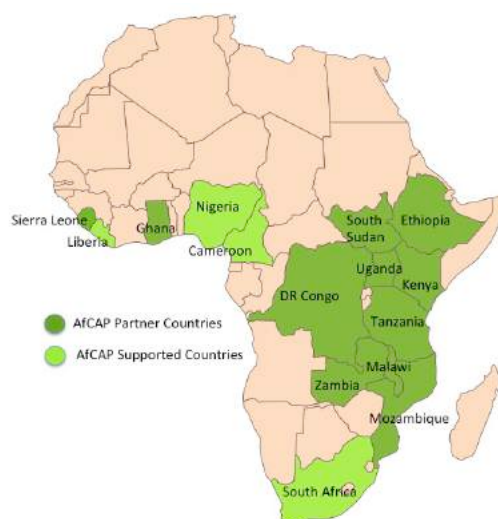 Sierra Leone
Liberia
Ghana
Nigeria
Cameroon
South
Sudan
Ethiopia
Uganda
Kenya
DR Congo
Tanzania
Malawi
Zambia
Mozambique
South Africa
AfCAP Partner Countries
AfCAP Supported Countries